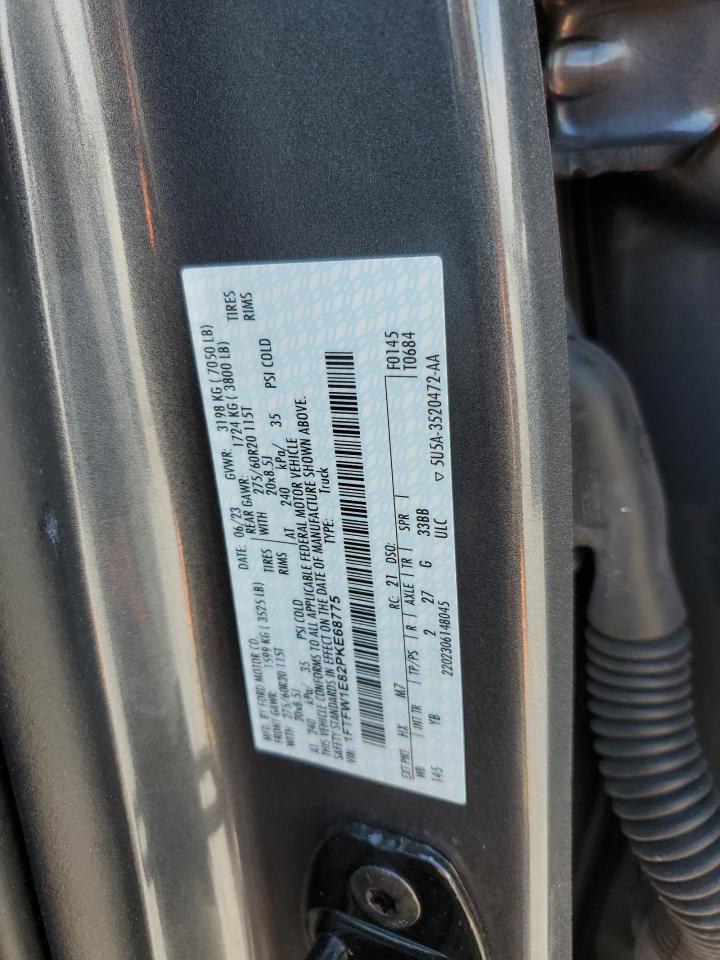 MFD. BY FORD MOTOR CO. DATE: 06/23 GVWR: 3198 KG ( 7050 LB)
FRONT GAWR: 1599 KG ( 3525 LB) REAR GAWR: 1724 KG ( 3800 LB)
WITH 275/60R20 115T TIRES WITH 275/60R20 115T TIRES
20x8.5J RIMS 20x8.5J RIMS
AT 240 kPa/ 35 PSI COLD AT 240 kPa/ 35 PSI COLD
THIS VEHICLE CONFORMS TO ALL APPLICABLE FEDERAL MOTOR VEHICLE
SAFETY STANDARDS IN EFFECT ON THE DATE OF MANUFACTURE SHOWN ABOVE.
VIN: 1FTFW1E82PKE68775 TYPE: Truck
EXT PNT: HX M7 RC: 21 DSO: F0145
WB INT TR TP/PS R AXLE TR SPR T0684
145 YB 2 27 G 33BB
2202306148045 ULC ▽ 5U5A-3520472-AA